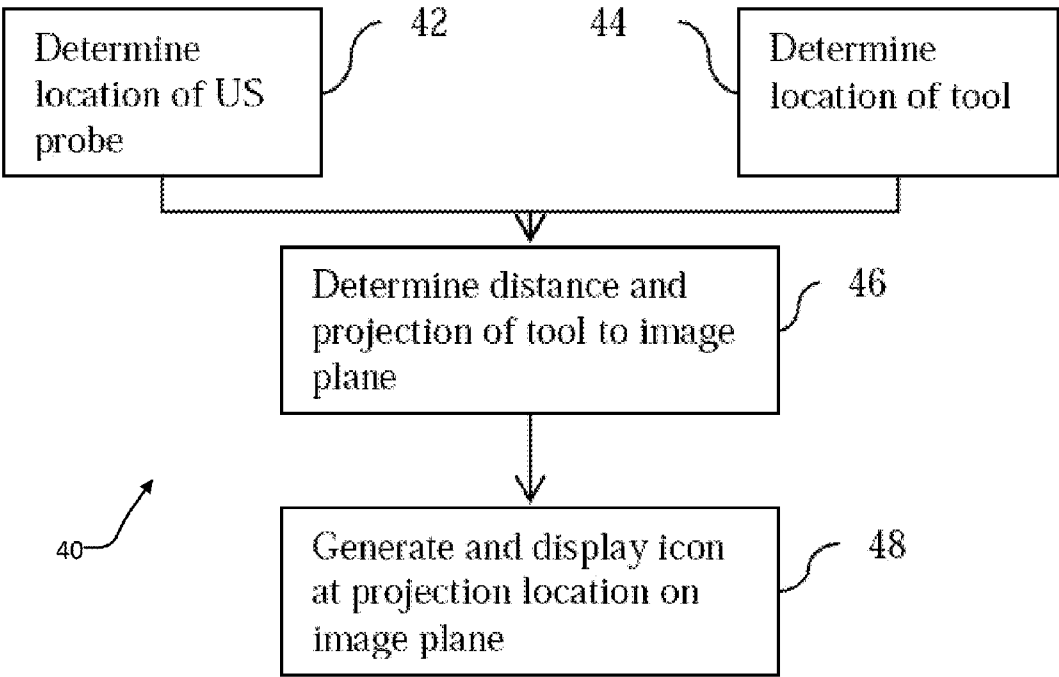 Determine
location of US
probe
42
44
Determine
location of tool
Determine distance and
projection of tool to image
plane
46
40
Generate and display icon
at projection location on
image plane
48